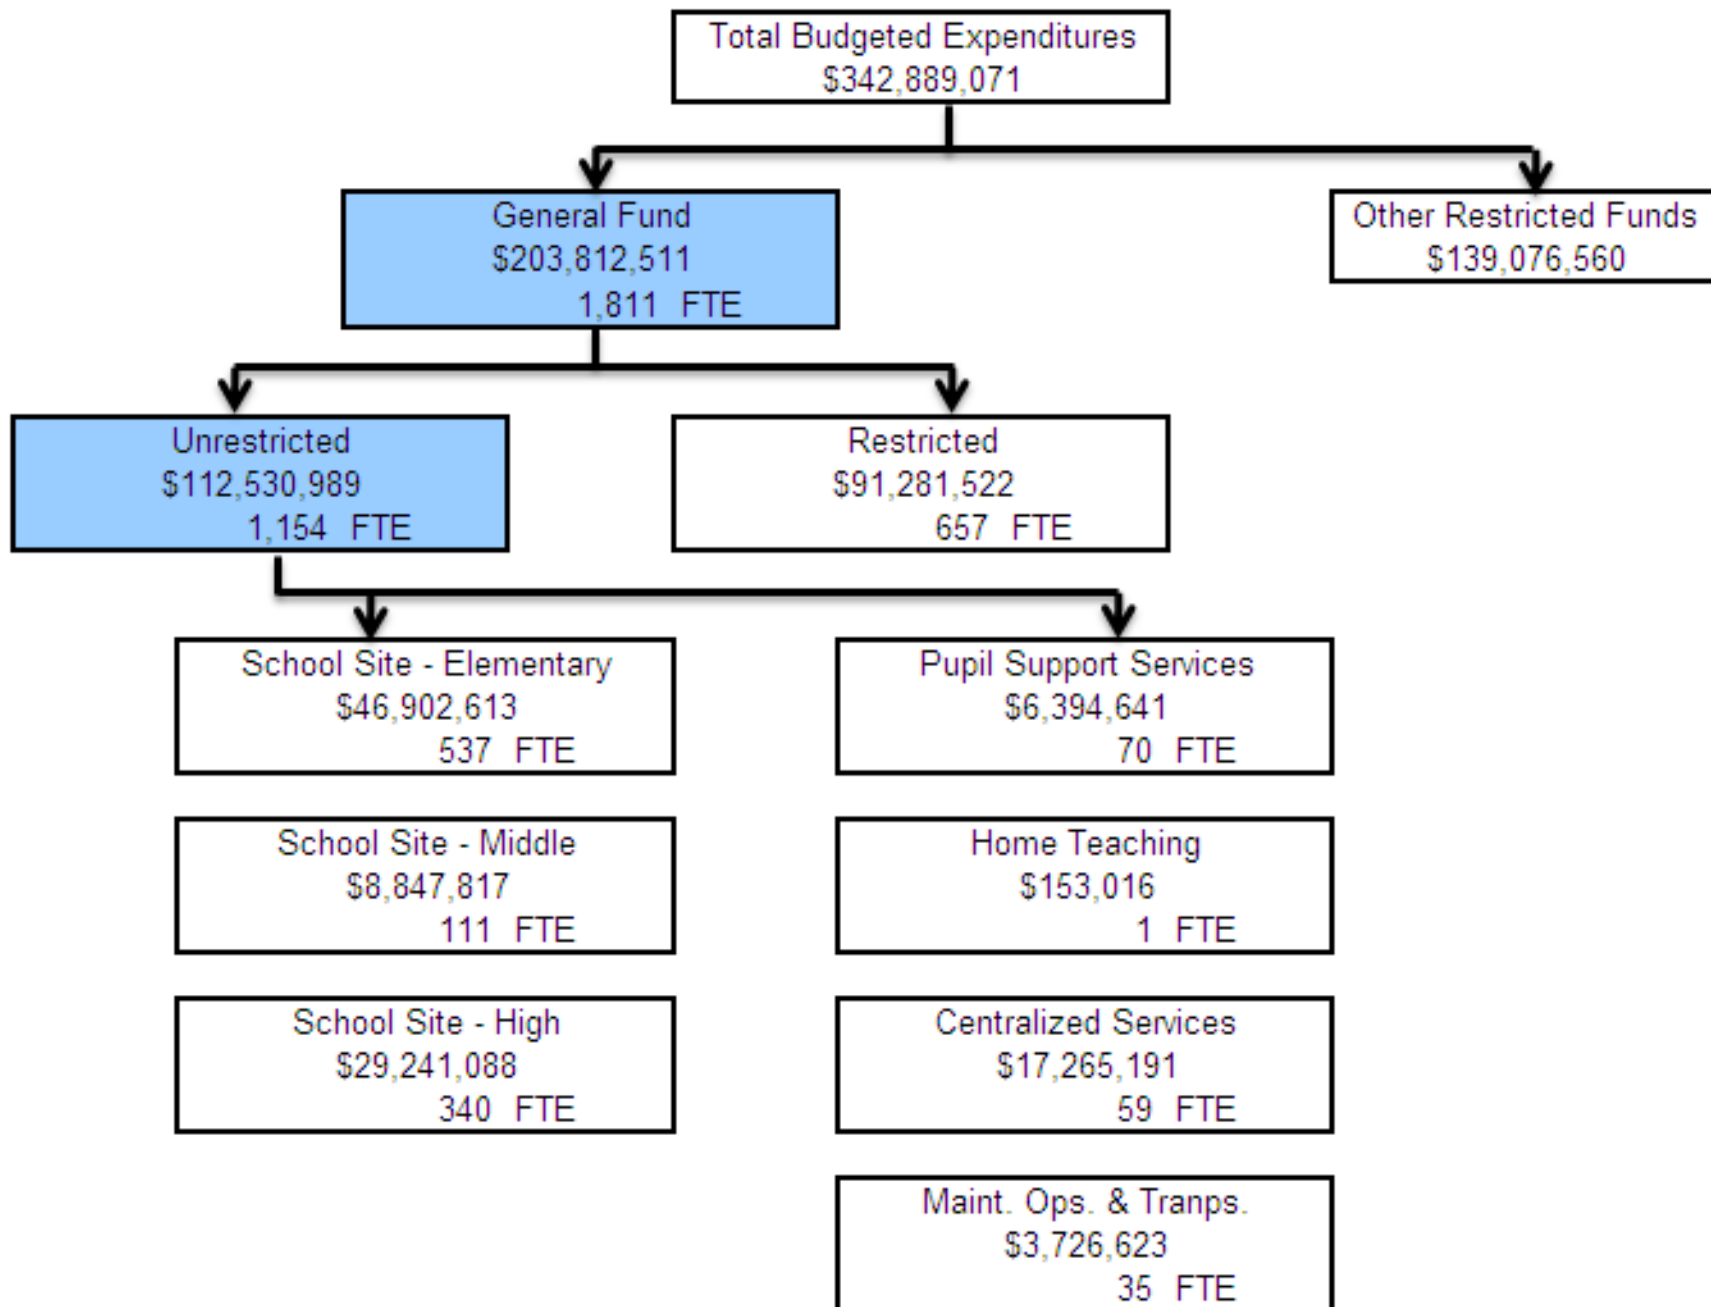 Total Budgeted Expenditures
$342,889,071
General Fund
$203,812,511
1,811 FTE
Other Restricted Funds
$139,076,560
Unrestricted
$112,530,989
1,154 FTE
Restricted
$91,281,522
657 FTE
School Site - Elementary
$46,902,613
537 FTE
Pupil Support Services
$6,394,641
70 FTE
School Site - Middle
$8,847,817
111 FTE
Home Teaching
$153,016
1 FTE
School Site - High
$29,241,088
340 FTE
Centralized Services
$17,265,191
59 FTE
Maint. Ops. & Tranps.
$3,726,623
35 FTE